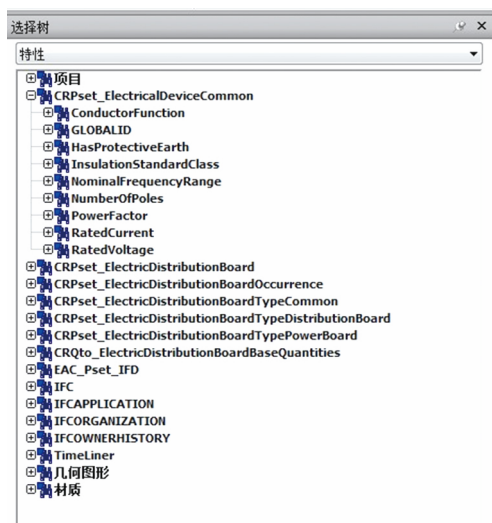 选择树
特性
项目
CRPset_ElectricalDeviceCommon
ConductorFunction
GLOBALID
HasProtectiveEarth
InsulationStandardClass
NominalFrequencyRange
NumberOfPoles
PowerFactor
RatedCurrent
RatedVoltage
CRPset_ElectricDistributionBoard
CRPset_ElectricDistributionBoardOccurrence
CRPset_ElectricDistributionBoardTypeCommon
CRPset_ElectricDistributionBoardTypeDistributionBoard
CRPset_ElectricDistributionBoardTypePowerBoard
CRQto_ElectricDistributionBoardBaseQuantities
EAC_Pset_IFD
IFC
IFCAPPLICATION
IFCORGANIZATION
IFCOWNERHISTORY
TimeLiner
几何图形
材质